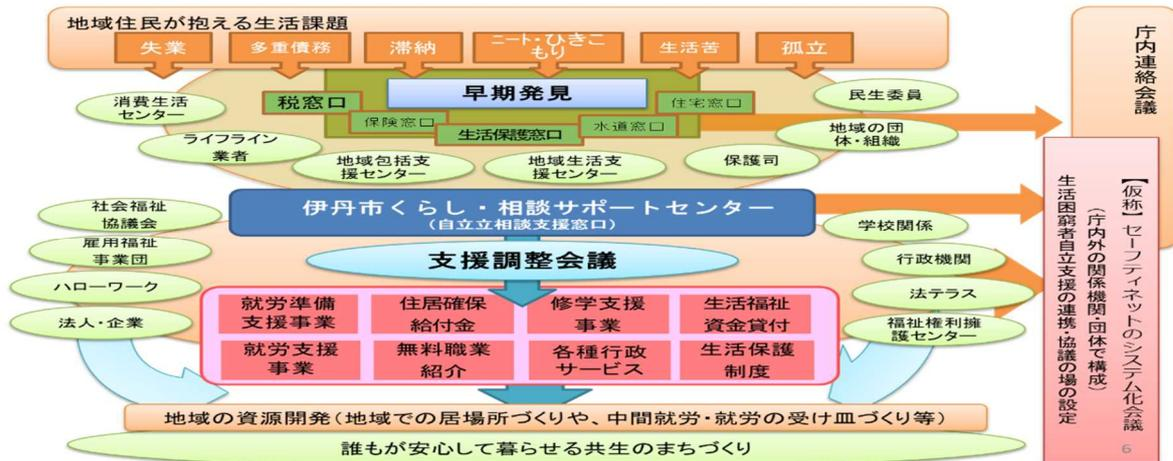 地域住民が抱える生活課題
失業
多重債務
滞納
ニート・ひきこ
もり
生活苦
孤立
早期発見
税窓口
保険窓口
生活保護窓口
水道窓口
住宅窓口
消費生活
センター
ライフライン
業者
地域包括支
援センター
地域生活支
援センター
保護司
民生委員
地域の団
体・組織
庁内連絡会議
伊丹市くらし・相談サポートセンター
(自立立相談支援窓口)
社会福祉
協議会
雇用福祉
事業団
ハローワーク
法人・企業
学校関係
行政機関
法テラス
福祉権利擁
護センター
支援調整会議
就労準備
支援事業
住居確保
給付金
修学支援
事業
生活福祉
資金貸付
就労支援
事業
無料職業
紹介
各種行政
サービス
生活保護
制度
【仮称】セーフティネットのシステム化会議
(庁内外の関係機関・団体で構成)
生活困窮者自立支援の連携・協議の場の設定
地域の資源開発(地域での居場所づくりや、中間就労・就労の受け皿づくり等)
誰もが安心して暮らせる共生のまちづくり
6